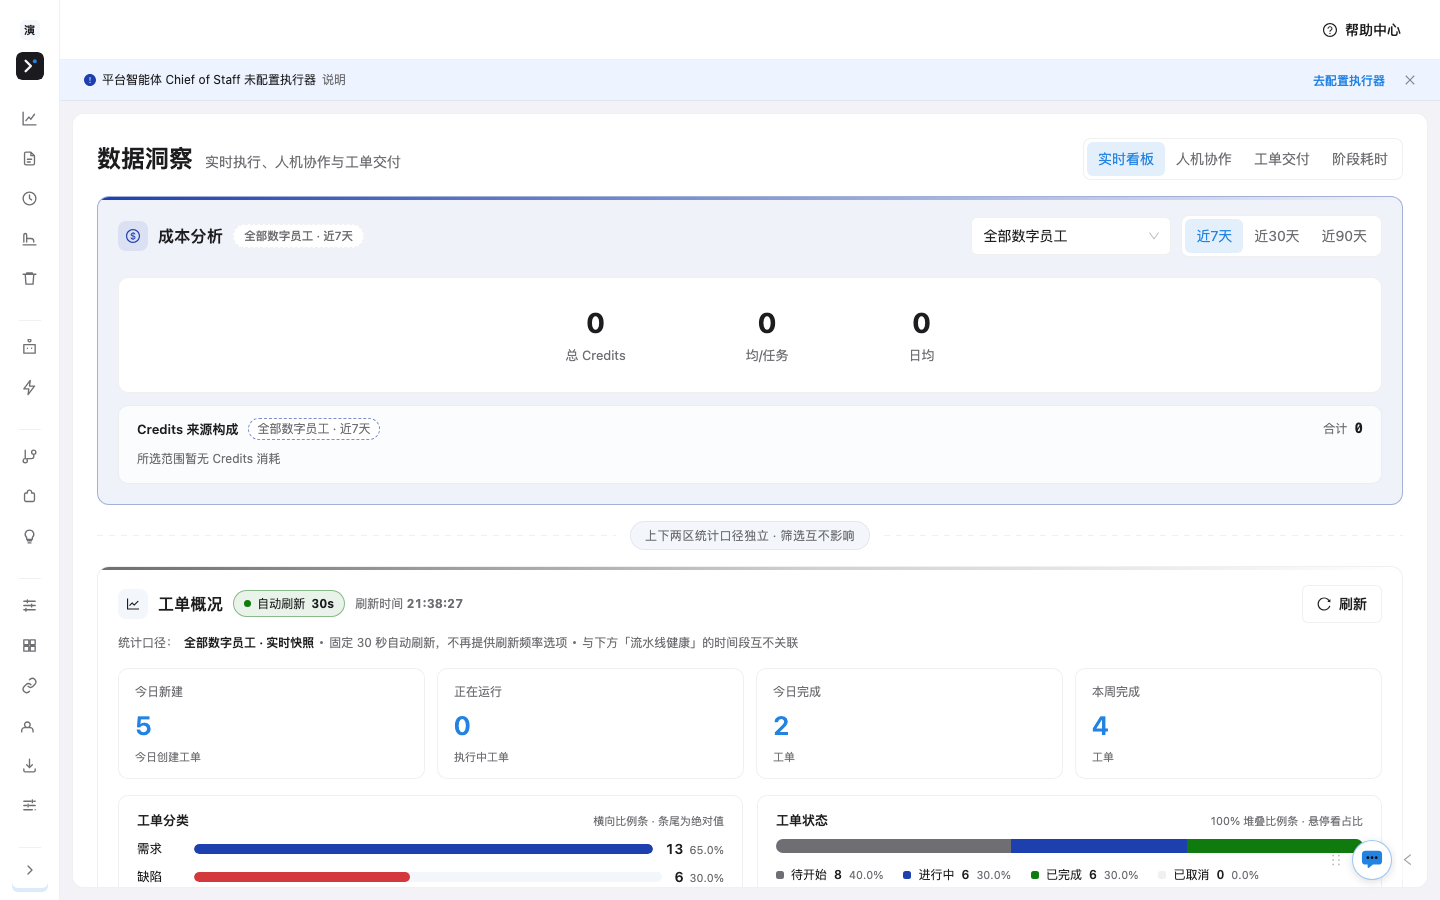 演
帮助中心
平台智能体 Chief of Staff 未配置执行器 说明
去配置执行器
数据洞察 实时执行、人机协作与工单交付
实时看板 人机协作 工单交付 阶段耗时
成本分析 全部数字员工 · 近7天
全部数字员工
近7天 近30天 近90天
0 0 0
总 Credits 均/任务 日均
Credits 来源构成 全部数字员工 · 近7天
合计 0
所选范围暂无 Credits 消耗
上下两区统计口径独立 · 筛选互不影响
工单概况 自动刷新 30s 刷新时间 21:38:27
刷新
统计口径： 全部数字员工 · 实时快照 • 固定 30 秒自动刷新，不再提供刷新频率选项 • 与下方「流水线健康」的时间段互不关联
今日新建
5
今日创建工单
正在运行
0
执行中工单
今日完成
2
工单
本周完成
4
工单
工单分类 横向比例条 · 条尾为绝对值
需求 13 65.0%
缺陷 6 30.0%
工单状态 100% 堆叠比例条 · 悬停看占比
待开始 8 40.0% 进行中 6 30.0% 已完成 6 30.0% 已取消 0 0.0%